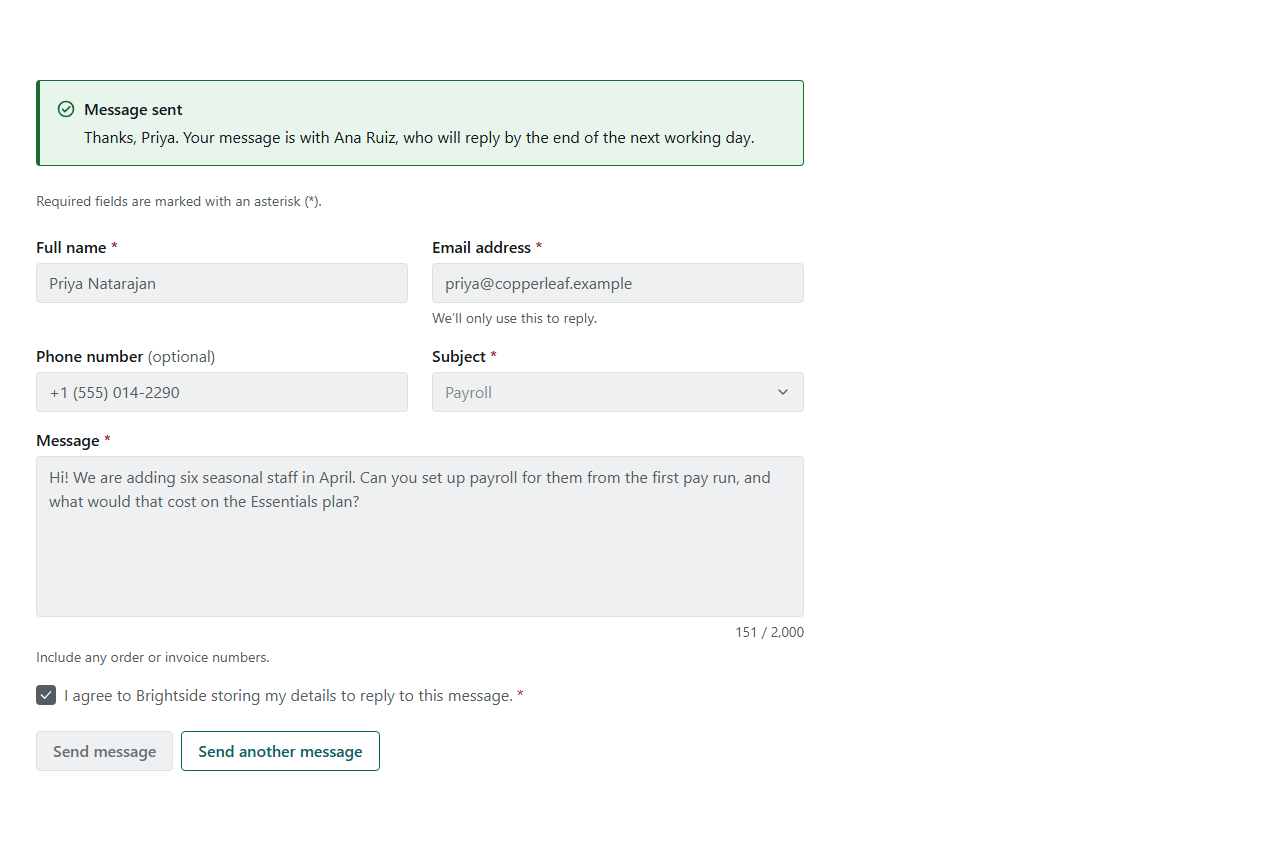 Message sent
Thanks, Priya. Your message is with Ana Ruiz, who will reply by the end of the next working day.
Required fields are marked with an asterisk (*).
Full name *
Priya Natarajan
Email address *
priya@copperleaf.example
We’ll only use this to reply.
Phone number (optional)
+1 (555) 014-2290
Subject *
Payroll
Message *
Hi! We are adding six seasonal staff in April. Can you set up payroll for them from the first pay run, and
what would that cost on the Essentials plan?
151 / 2,000
Include any order or invoice numbers.
I agree to Brightside storing my details to reply to this message. *
Send message
Send another message